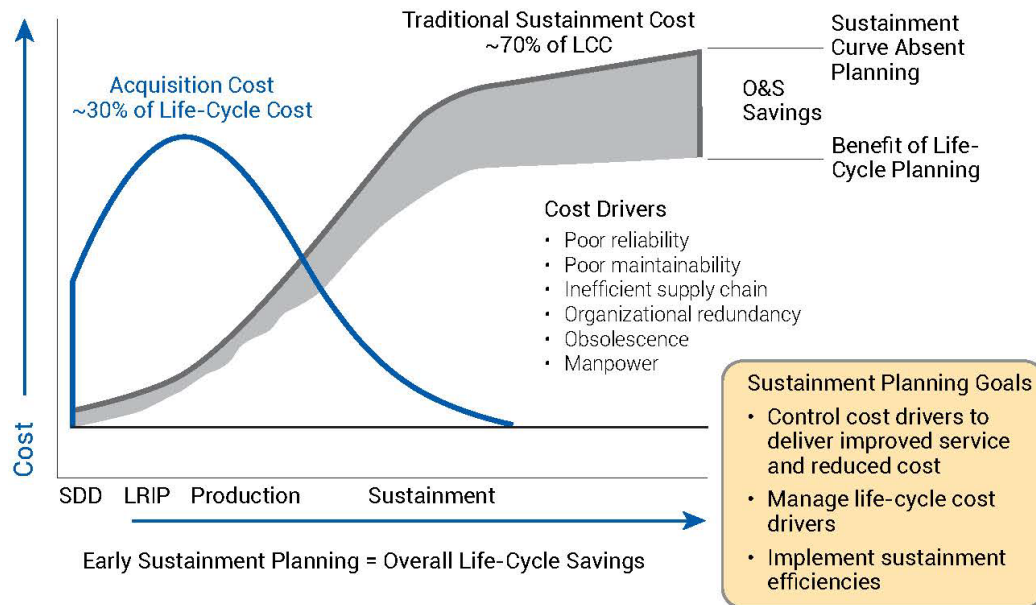 Traditional Sustainment Cost
~70% of LCC
Sustainment
Curve Absent
Planning
Acquisition Cost
~30% of Life-Cycle Cost
O&S
Savings
Benefit of Life-
Cycle Planning
Cost Drivers
• Poor reliability
• Poor maintainability
• Inefficient supply chain
• Organizational redundancy
• Obsolescence
• Manpower
Cost
Sustainment Planning Goals
• Control cost drivers to
deliver improved service
and reduced cost
• Manage life-cycle cost
drivers
• Implement sustainment
efficiencies
SDD LRIP Production Sustainment
Early Sustainment Planning = Overall Life-Cycle Savings